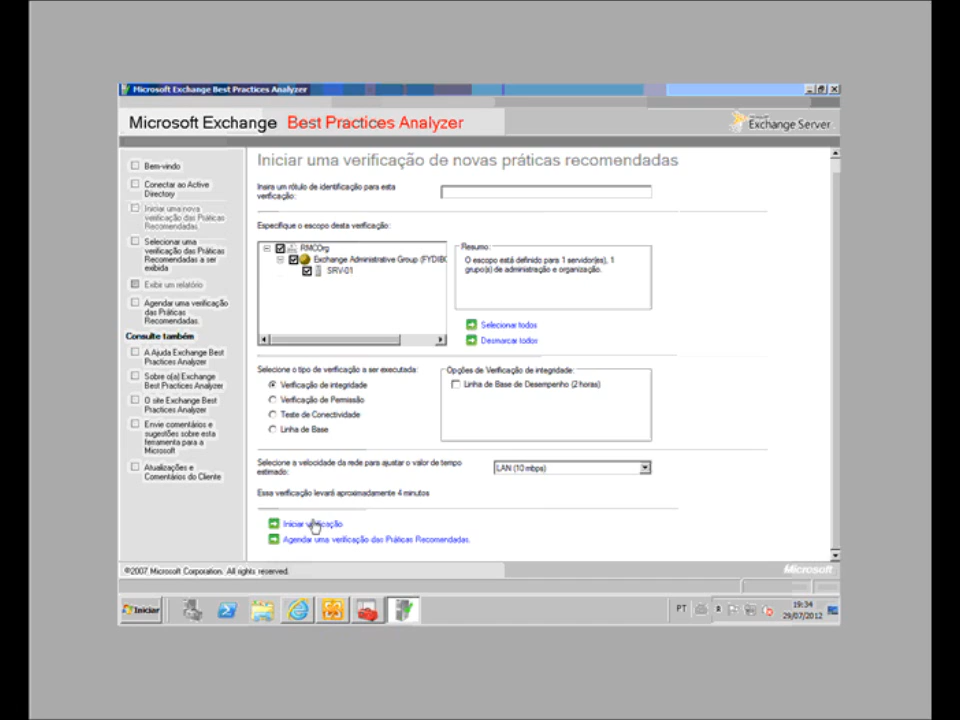 Microsoft Exchange Best Practices Analyzer
Microsoft Exchange Best Practices Analyzer
Exchange Server
Bem-vindo
Conectar ao Active
Directory
Iniciar uma nova
verificação das Práticas
Recomendadas
Selecionar uma
verificação das Práticas
Recomendadas a ser
exibida
Exibir um relatório
Agendar uma verificação
das Práticas
Recomendadas.
Consulte também
A Ajuda Exchange Best
Practices Analyzer
Sobre o(a) Exchange
Best Practices Analyzer
O site Exchange Best
Practices Analyzer
Envie comentários e
sugestões sobre esta
ferramenta para a
Microsoft
Atualizações e
Comentários do Cliente
Iniciar uma verificação de novas práticas recomendadas
Insira um rótulo de identificação para esta
verificação:
Especifique o escopo desta verificação:
RMCOrg
Exchange Administrative Group (FYDIBO
SRV-01
Resumo:
O escopo está definido para 1 servidor(es), 1
grupo(s) de administração e organização.
Selecionar todos
Desmarcar todos
Selecione o tipo de verificação a ser executada:
Verificação de integridade
Verificação de Permissão
Teste de Conectividade
Linha de Base
Opções de Verificação de integridade:
Linha de Base de Desempenho (2 horas)
Selecione a velocidade da rede para ajustar o valor de tempo
estimado:
LAN (10 mbps)
Essa verificação levará aproximadamente 4 minutos
Iniciar verificação
Agendar uma verificação das Práticas Recomendadas.
©2007 Microsoft Corporation. All rights reserved.
Microsoft
Iniciar
PT
19:34
29/07/2012